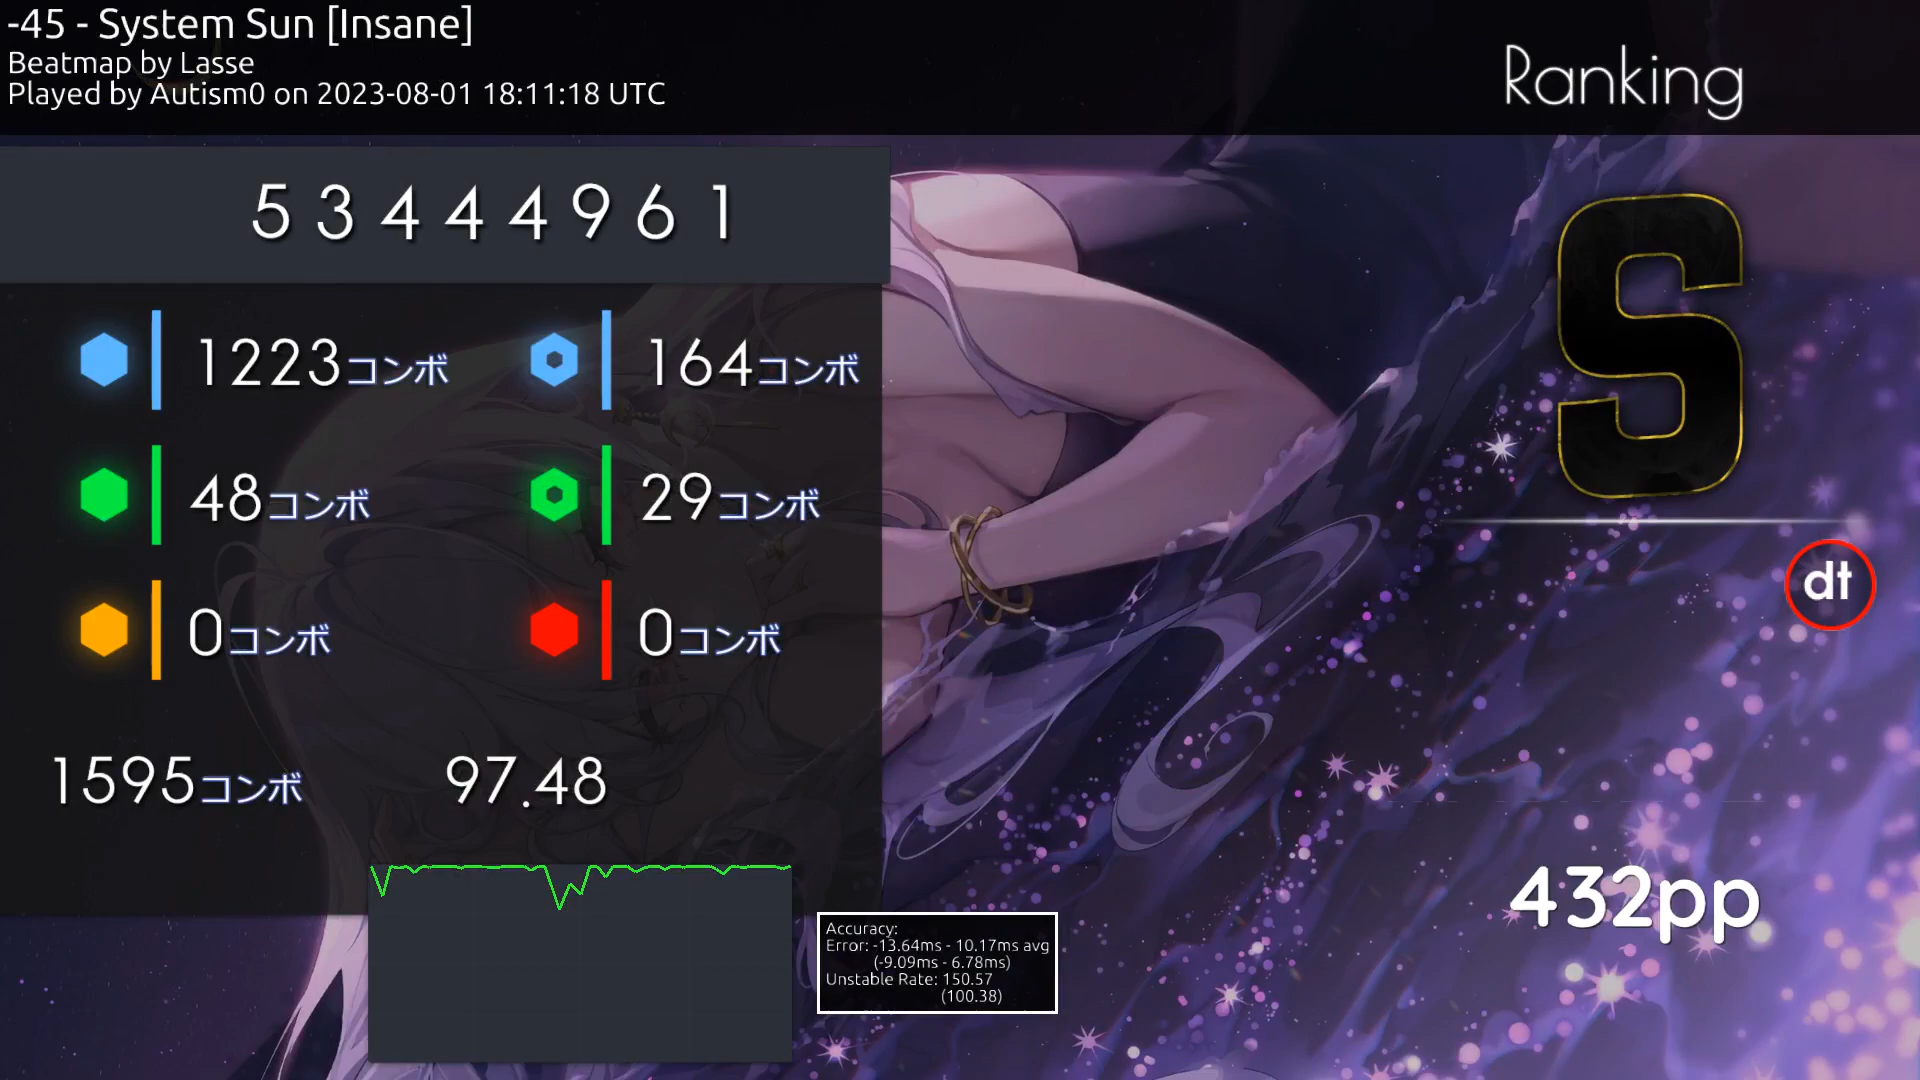 -45 - System Sun [Insane]
Beatmap by Lasse
Played by Autism0 on 2023-08-01 18:11:18 UTC
Ranking
53444961
1223コンボ 164コンボ
S
48コンボ 29コンボ
dt
0コンボ 0コンボ
1595コンボ 97.48
432pp
Accuracy:
Error: -13.64ms - 10.17ms avg
(-9.09ms - 6.78ms)
Unstable Rate: 150.57
(100.38)